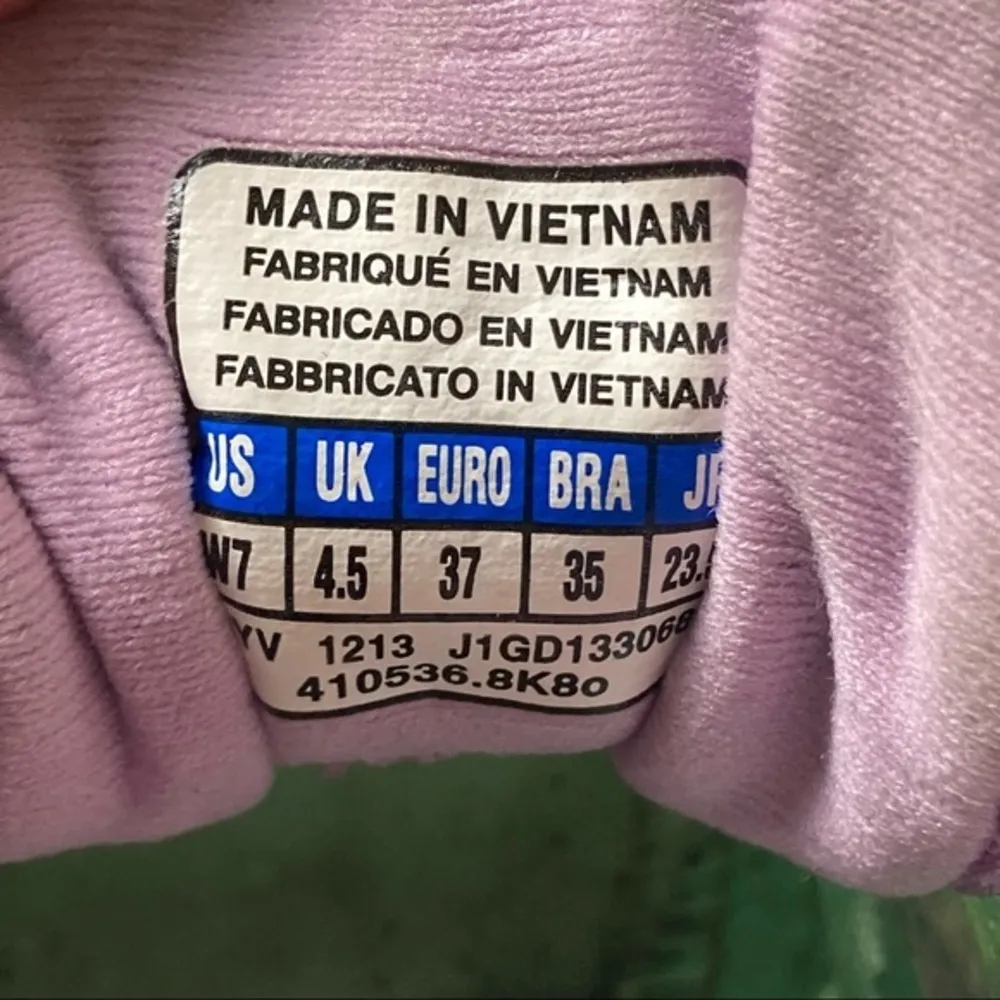 MADE IN VIETNAM
FABRIQUÉ EN VIETNAM
FABRICADO EN VIETNAM
FABBRICATO IN VIETNAM
US UK EURO BRA
W7 4.5 37 35
1213
410536.8K80